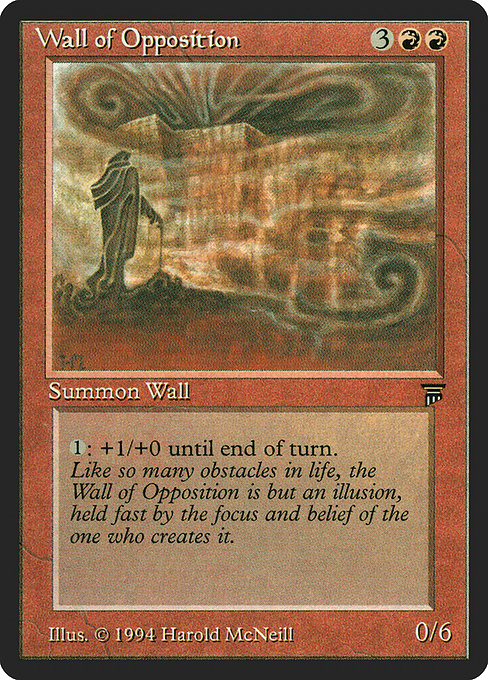 Wall of Opposition 3
Summon Wall
1: +1/+0 until end of turn.
Like so many obstacles in life, the
Wall of Opposition is but an illusion,
held fast by the focus and belief of the
one who creates it.
Illus. © 1994 Harold McNeill 0/6